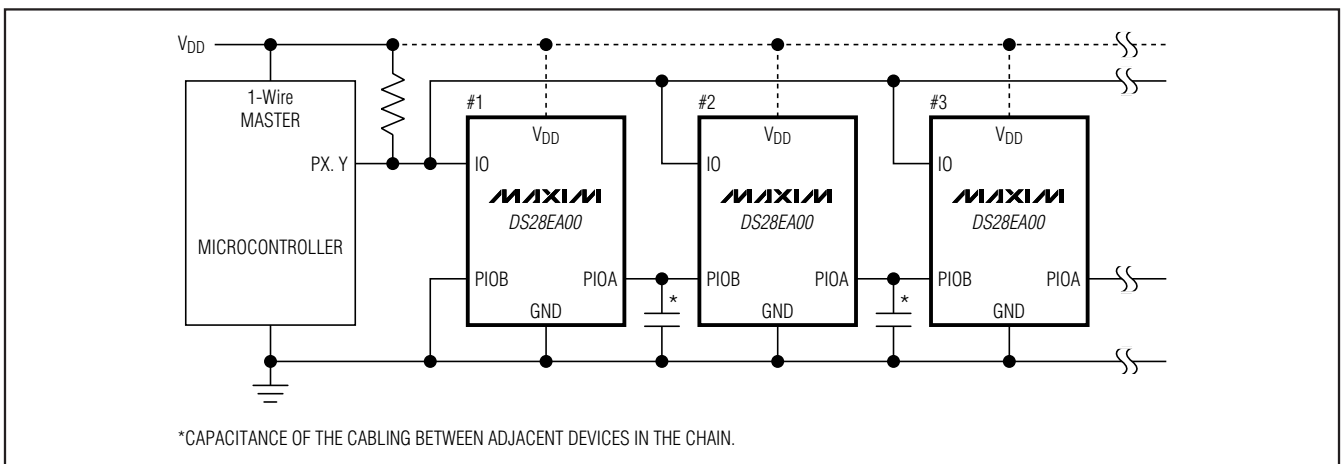 VDD
1-Wire
MASTER
PX. Y
MICROCONTROLLER
#1
VDD
IO
MAXIM
DS28EA00
PIOB
PIOA
GND
*
#2
VDD
IO
MAXIM
DS28EA00
PIOB
PIOA
GND
*
#3
VDD
IO
MAXIM
DS28EA00
PIOB
PIOA
GND
*CAPACITANCE OF THE CABLING BETWEEN ADJACENT DEVICES IN THE CHAIN.